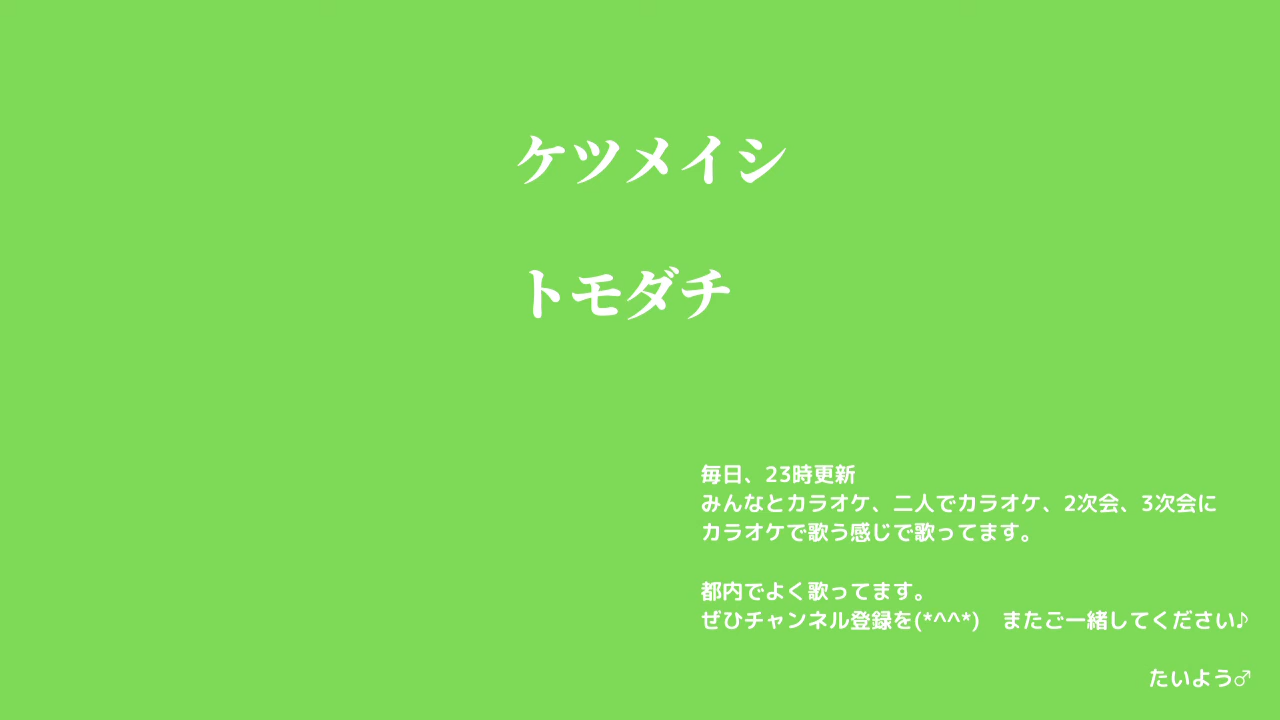 ケツメイシ
トモダチ
毎日、23時更新
みんなとカラオケ、二人でカラオケ、2次会、3次会に
カラオケで歌う感じで歌ってます。
都内でよく歌ってます。
ぜひチャンネル登録を(*^^*)　またご一緒してください♪
たいよう♂